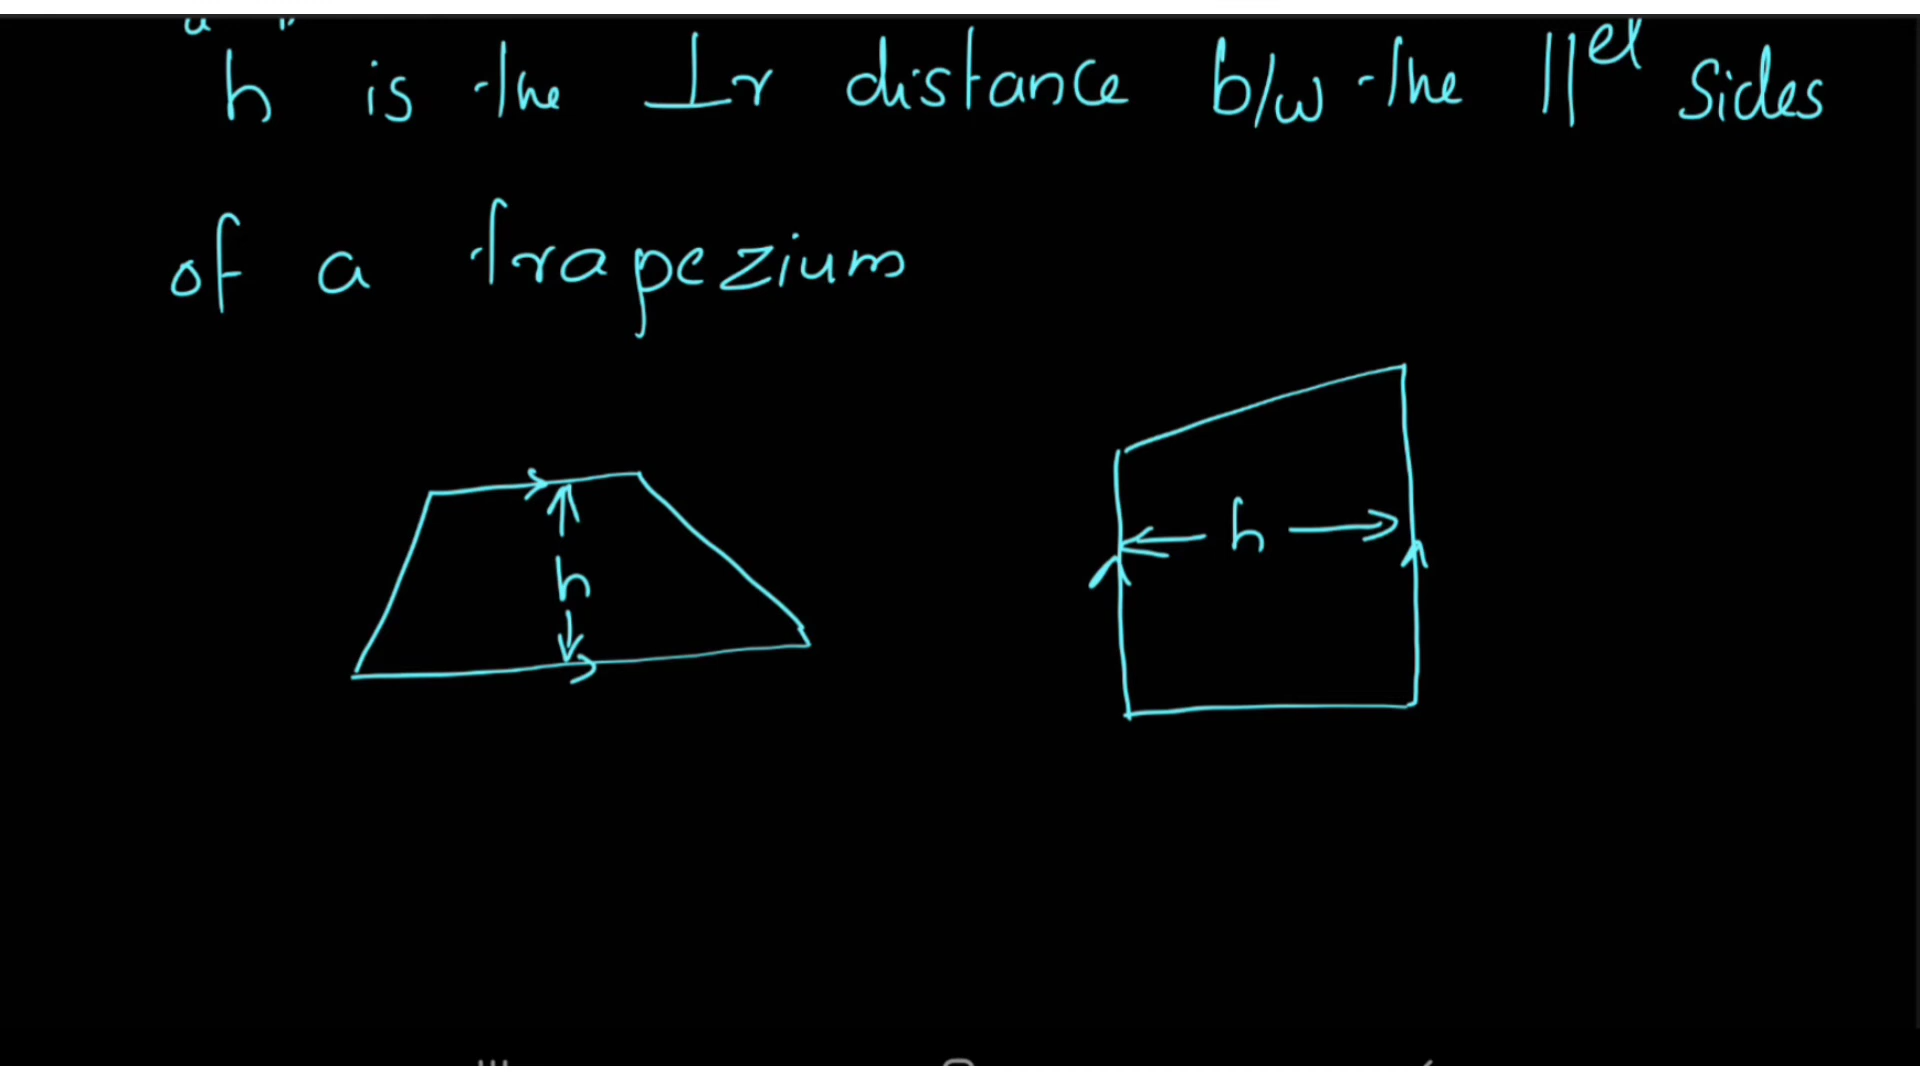 h is the ⊥r distance b/w the ||el sides
of a trapezium
h
h